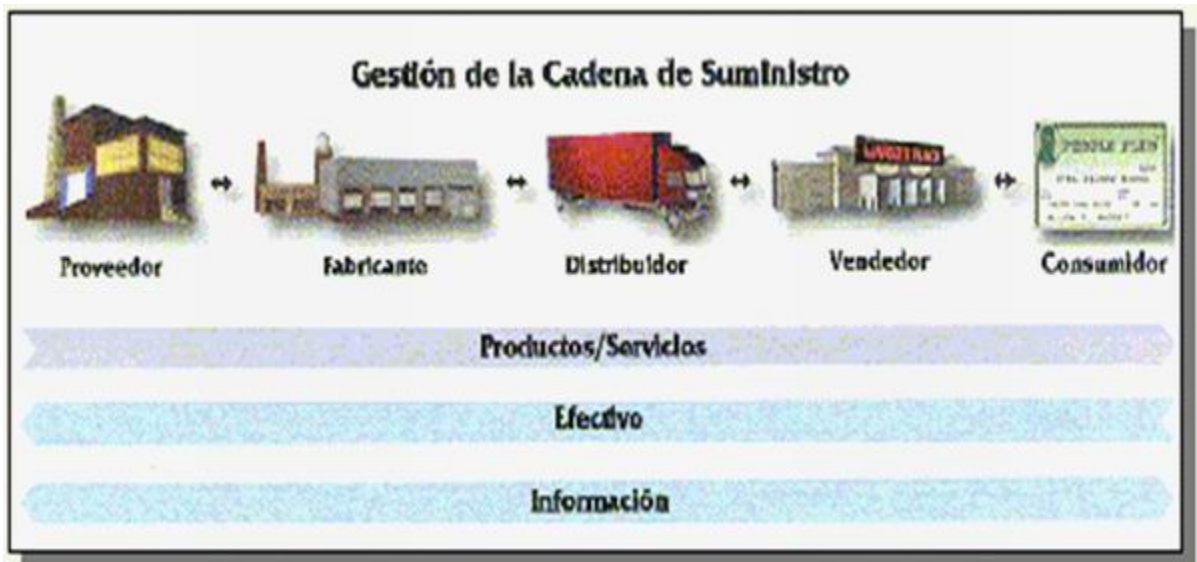 Gestión de la Cadena de Suministro
Proveedor
Fabricante
Distribuidor
Vendedor
Consumidor
Productos/Servicios
Efectivo
Información